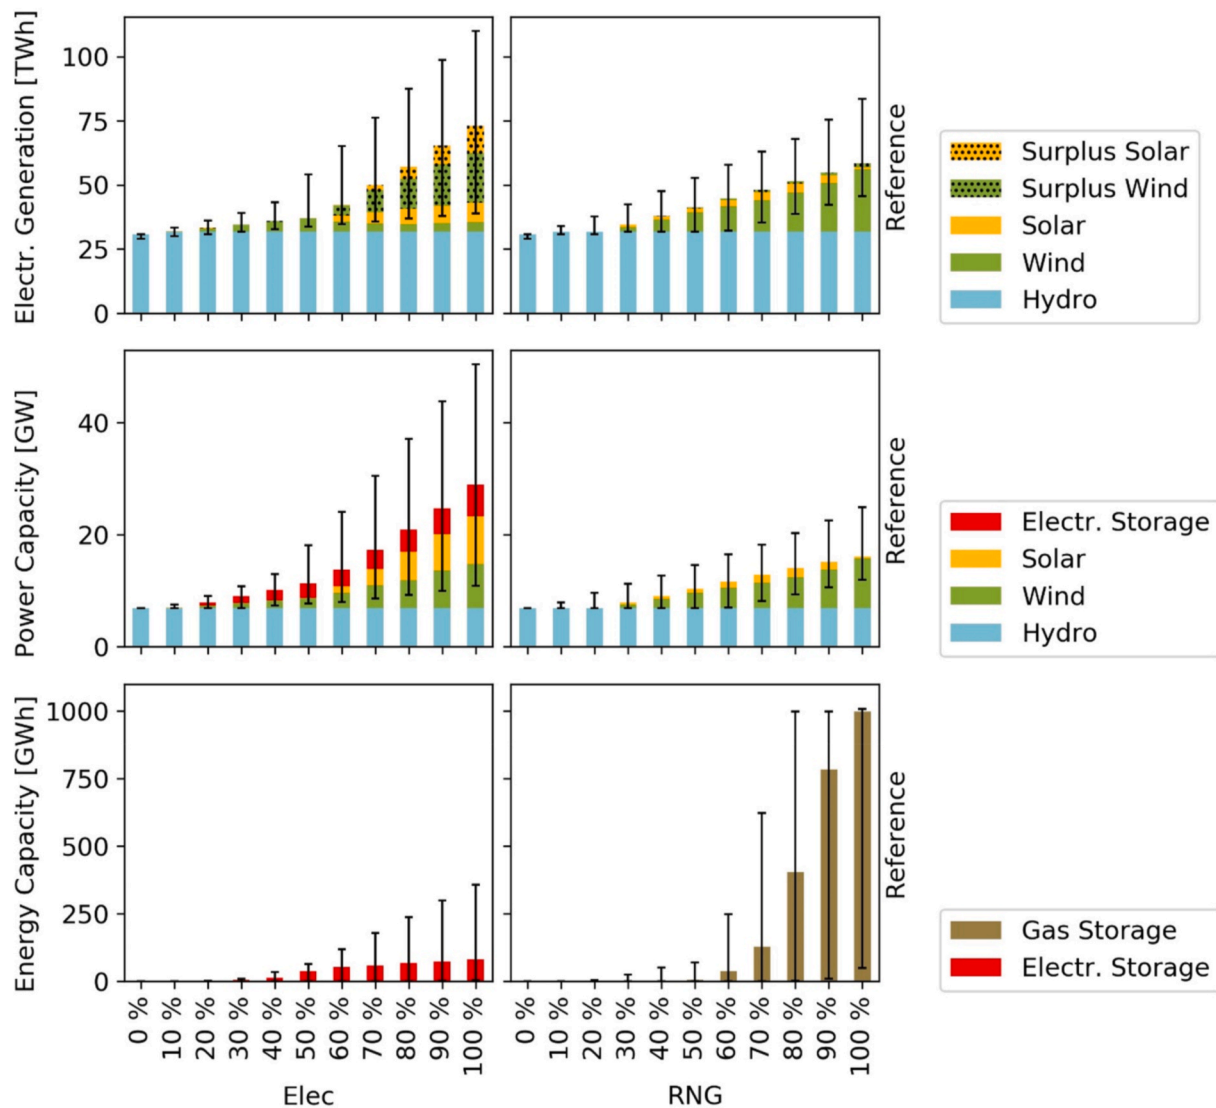 Electr. Generation [TWh]
100
75
50
25
0
Reference
Surplus Solar
Surplus Wind
Solar
Wind
Hydro
Power Capacity [GW]
40
20
0
Reference
Electr. Storage
Solar
Wind
Hydro
Energy Capacity [GWh]
1000
750
500
250
0
Reference
Gas Storage
Electr. Storage
0 %
10 %
20 %
30 %
40 %
50 %
60 %
70 %
80 %
90 %
100 %
Elec
0 %
10 %
20 %
30 %
40 %
50 %
60 %
70 %
80 %
90 %
100 %
RNG